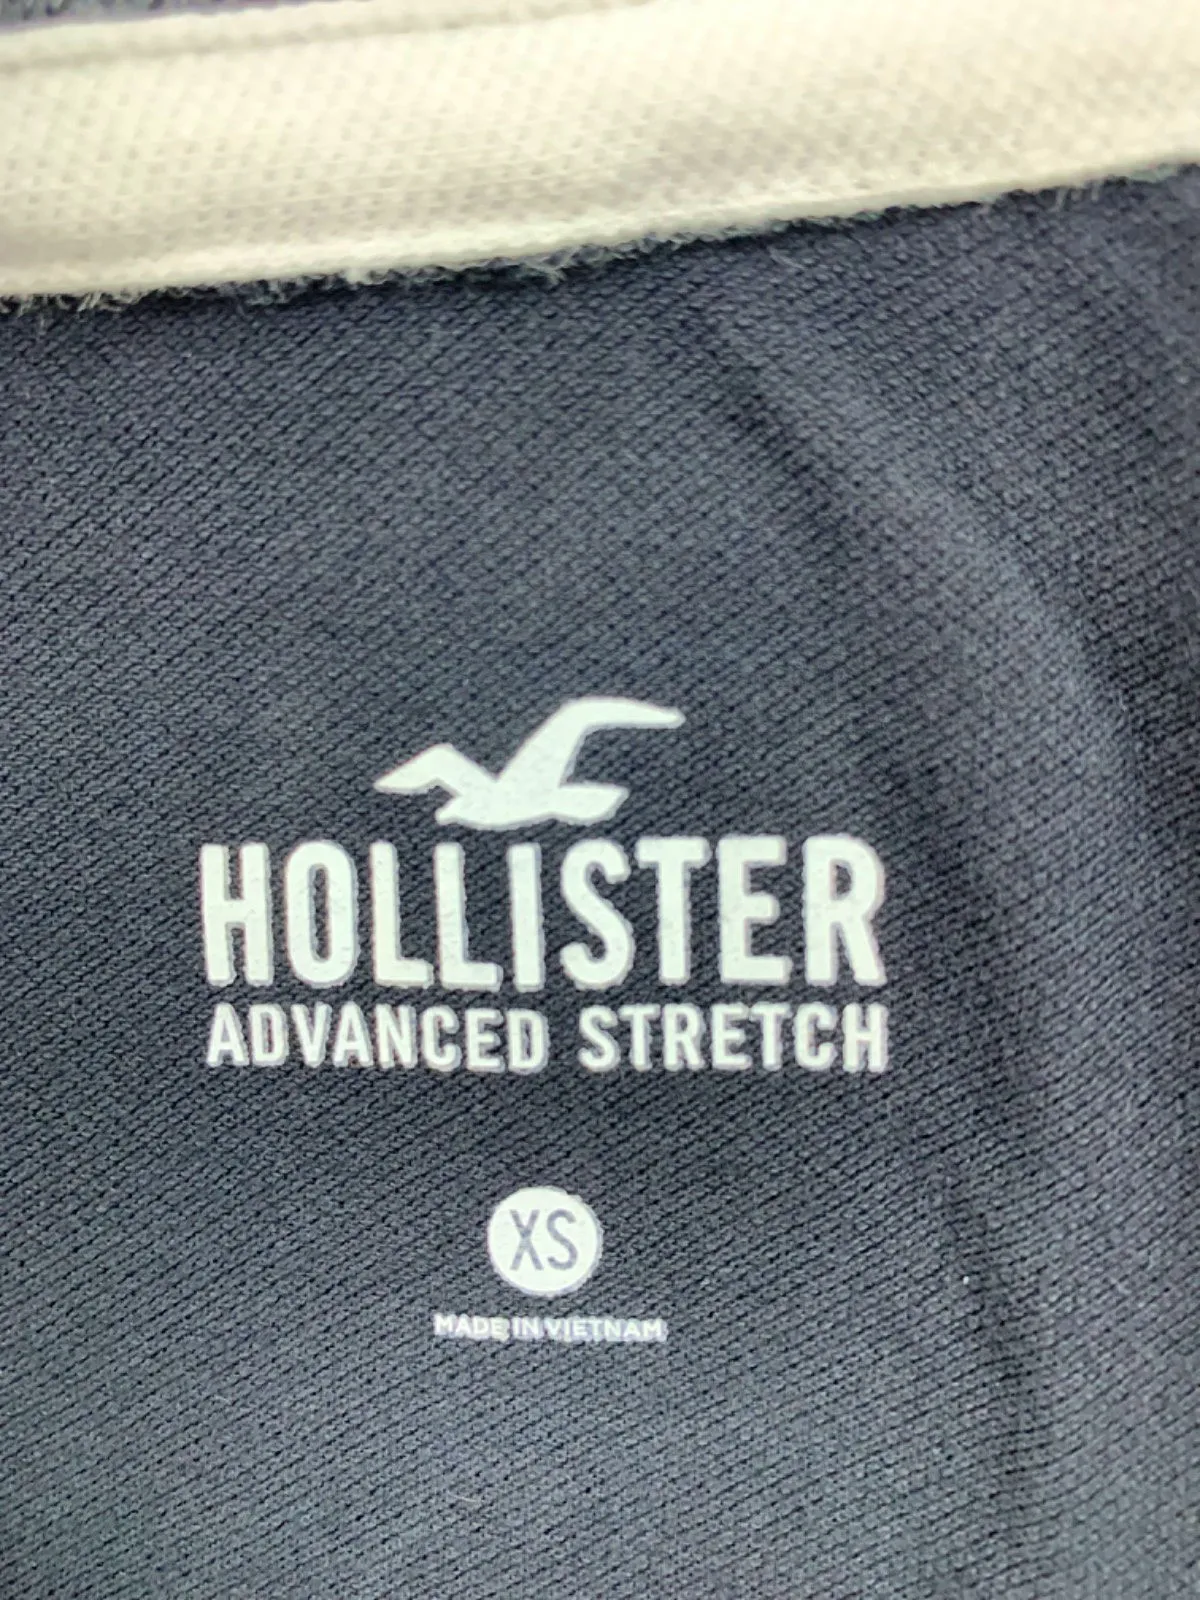 HOLLISTER
ADVANCED STRETCH
XS
MADE IN VIETNAM